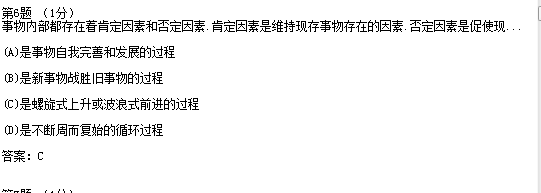 第6题 (1分)
事物内部都存在着肯定因素和否定因素.肯定因素是维持现存事物存在的因素.否定因素是促使现...
(A)是事物自我完善和发展的过程
(B)是新事物战胜旧事物的过程
(C)是螺旋式上升或波浪式前进的过程
(D)是不断周而复始的循环过程
答案: C